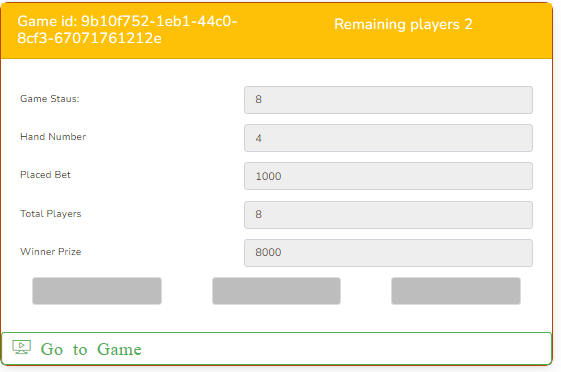 Game id: 9b10f752-1eb1-44c0-
8cf3-67071761212e
Remaining players 2
Game Staus: 8
Hand Number 4
Placed Bet 1000
Total Players 8
Winner Prize 8000
Go to Game